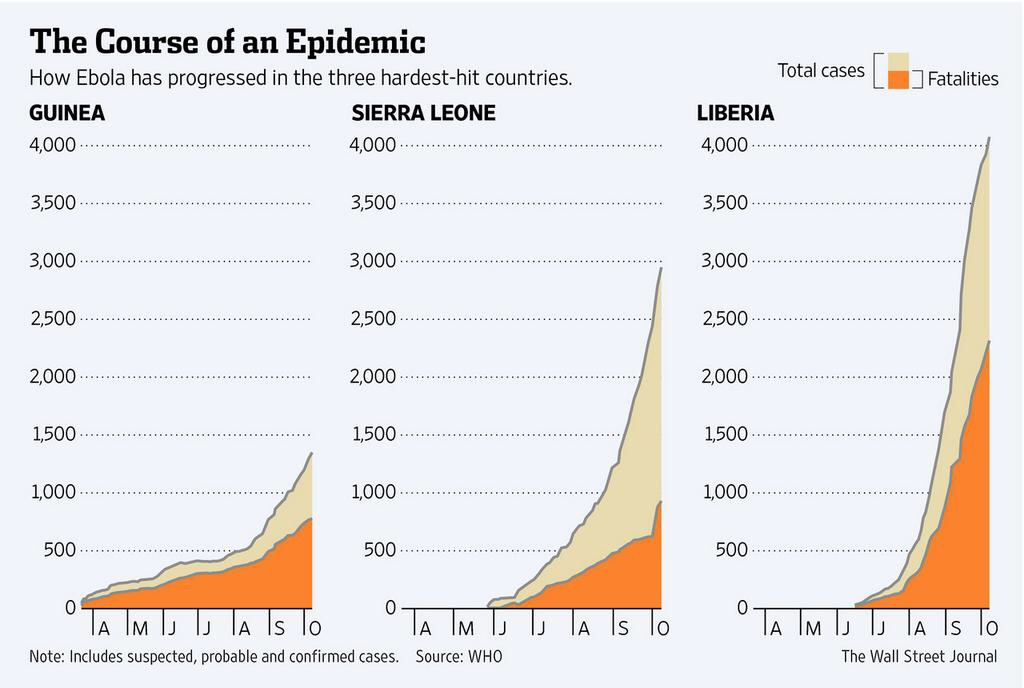 The Course of an Epidemic
How Ebola has progressed in the three hardest-hit countries.
Total cases
Fatalities
GUINEA
4,000
3,500
3,000
2,500
2,000
1,500
1,000
500
0
A M J J A S O
SIERRA LEONE
4,000
3,500
3,000
2,500
2,000
1,500
1,000
500
0
A M J J A S O
LIBERIA
4,000
3,500
3,000
2,500
2,000
1,500
1,000
500
0
A M J J A S O
Note: Includes suspected, probable and confirmed cases. Source: WHO
The Wall Street Journal